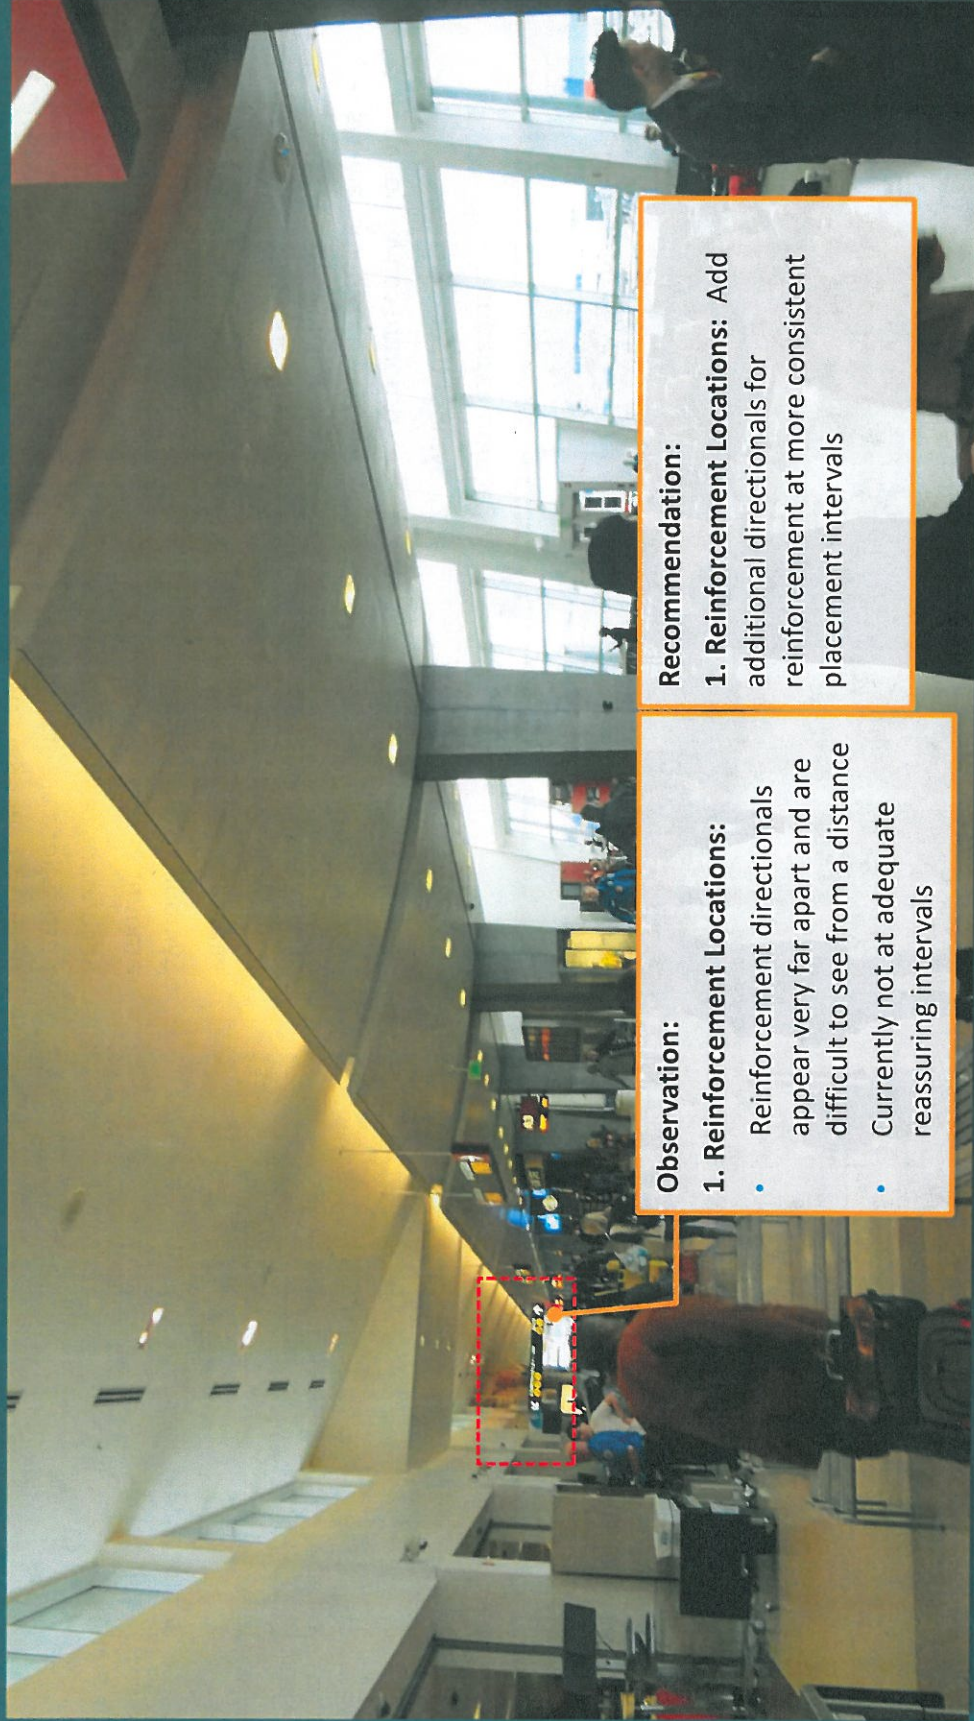 Observation:
1. Reinforcement Locations:
• Reinforcement directionals
appear very far apart and are
difficult to see from a distance
• Currently not at adequate
reassuring intervals
Recommendation:
1. Reinforcement Locations: Add
additional directionals for
reinforcement at more consistent
placement intervals